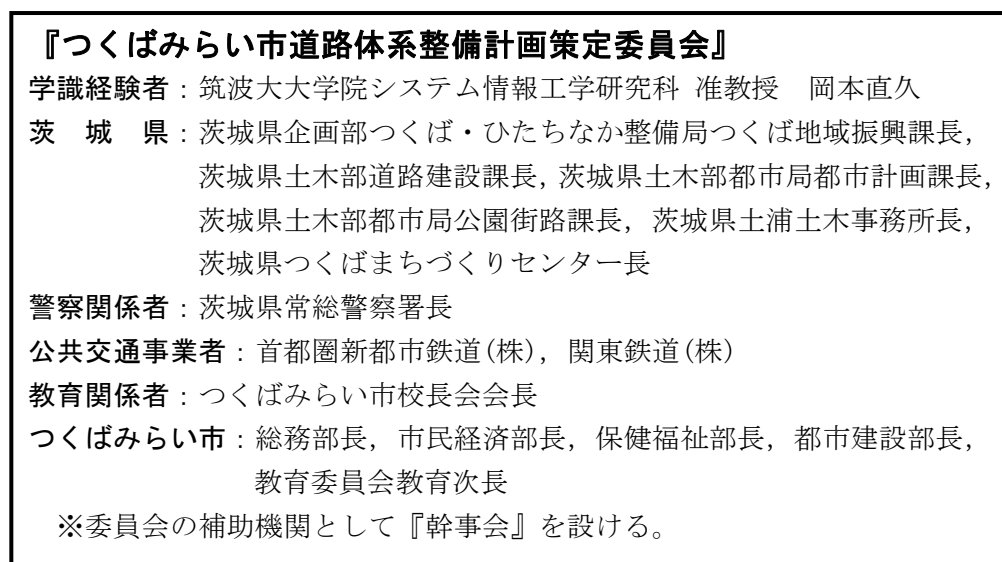 『つくばみらい市道路体系整備計画策定委員会』
学識経験者：筑波大大学院システム情報工学研究科 准教授　岡本直久
茨　城　県：茨城県企画部つくば・ひたちなか整備局つくば地域振興課長，
茨城県土木部道路建設課長，茨城県土木部都市局都市計画課長，
茨城県土木部都市局公園街路課長，茨城県土浦土木事務所長，
茨城県つくばまちづくりセンター長
警察関係者：茨城県常総警察署長
公共交通事業者：首都圏新都市鉄道(株)，関東鉄道(株)
教育関係者：つくばみらい市校長会会長
つくばみらい市：総務部長，市民経済部長，保健福祉部長，都市建設部長，
教育委員会教育次長
※委員会の補助機関として『幹事会』を設ける。